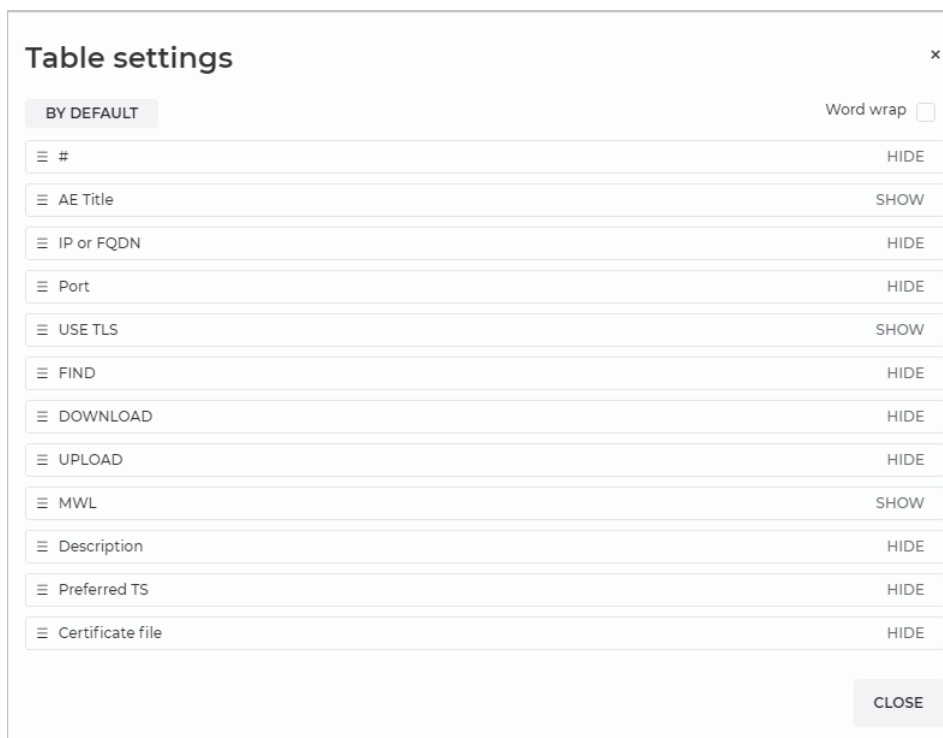 Table settings
×
BY DEFAULT
Word wrap
# HIDE
AE Title SHOW
IP or FQDN HIDE
Port HIDE
USE TLS SHOW
FIND HIDE
DOWNLOAD HIDE
UPLOAD HIDE
MWL SHOW
Description HIDE
Preferred TS HIDE
Certificate file HIDE
CLOSE